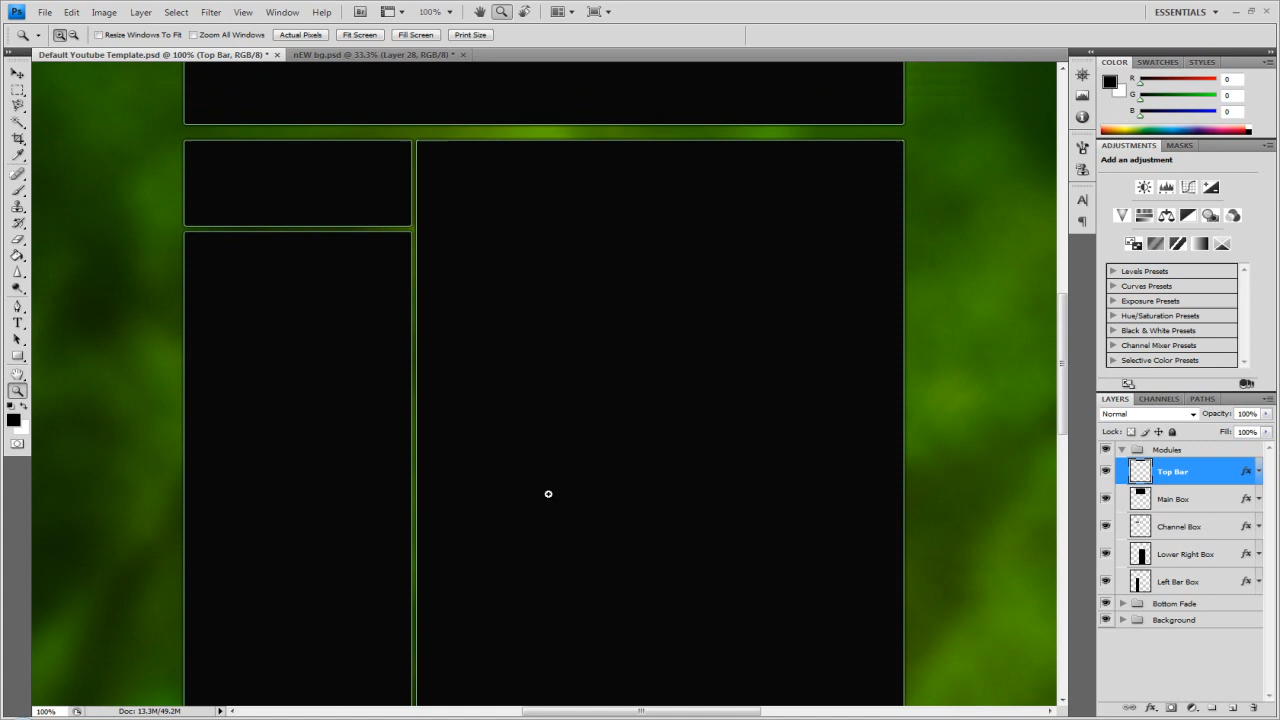 Ps File Edit Image Layer Select Filter View Window Help Br 100% ESSENTIALS
Resize Windows To Fit Zoom All Windows Actual Pixels Fit Screen Fill Screen Print Size
Default Youtube Template.psd @ 100% (Top Bar, RGB/8) * × nEW bg.psd @ 33.3% (Layer 28, RGB/8) * ×
COLOR SWATCHES STYLES
R 0
G 0
B 0
ADJUSTMENTS MASKS
Add an adjustment
Levels Presets
Curves Presets
Exposure Presets
Hue/Saturation Presets
Black & White Presets
Channel Mixer Presets
Selective Color Presets
LAYERS CHANNELS PATHS
Normal Opacity: 100%
Lock: Fill: 100%
Modules
Top Bar fx
Main Box fx
Channel Box fx
Lower Right Box fx
Left Bar Box fx
Bottom Fade
Background
100% Doc: 13.3M/49.2M